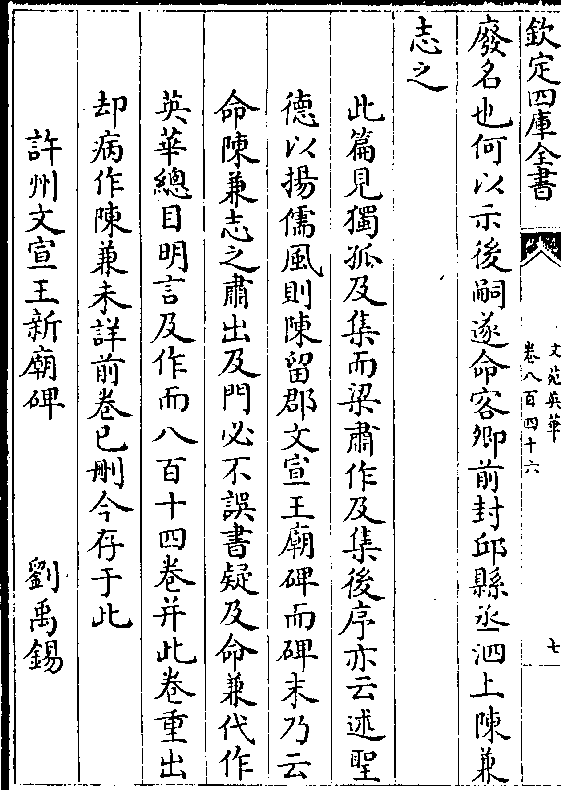 欽定四庫全書
文苑英華
卷八百四十六
七
廢名也何以示後嗣遂命客卿前封邱縣丞泗上陳兼
志之
此篇見獨孤及集而梁肅作及集後序亦云述聖
德以揚儒風則陳留郡文宣王廟碑而碑末乃云
命陳兼志之肅出及門必不誤書疑及命兼代作
英華總目明言及作而八百十四卷并此卷重出
却病作陳兼未詳前卷已刪今存于此
許州文宣王新廟碑 劉禹錫